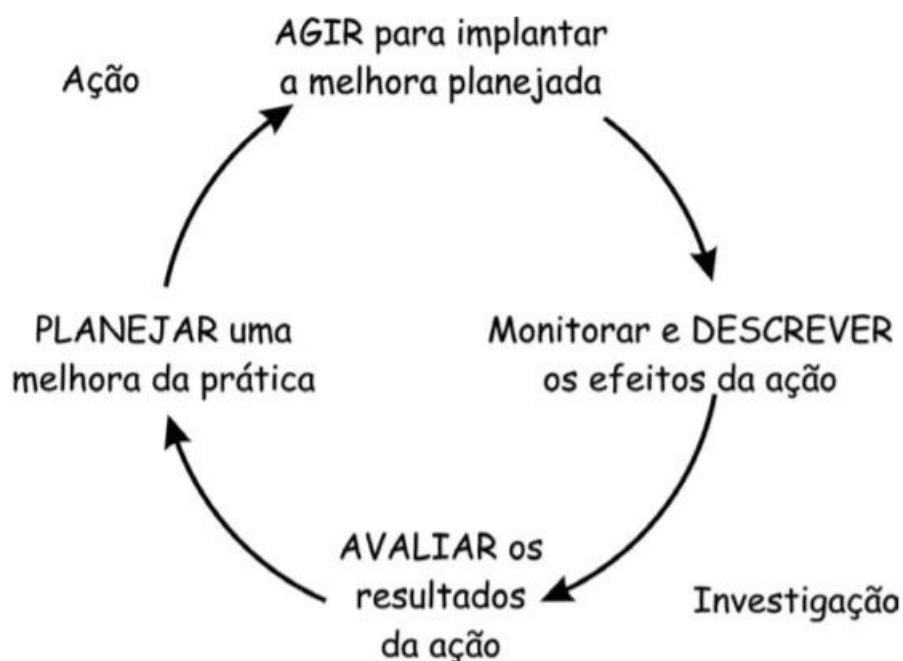 AGIR para implantar
a melhora planejada
Ação
PLANEJAR uma
melhora da prática
Monitorar e DESCREVER
os efeitos da ação
AVALIAR os
resultados
da ação
Investigação